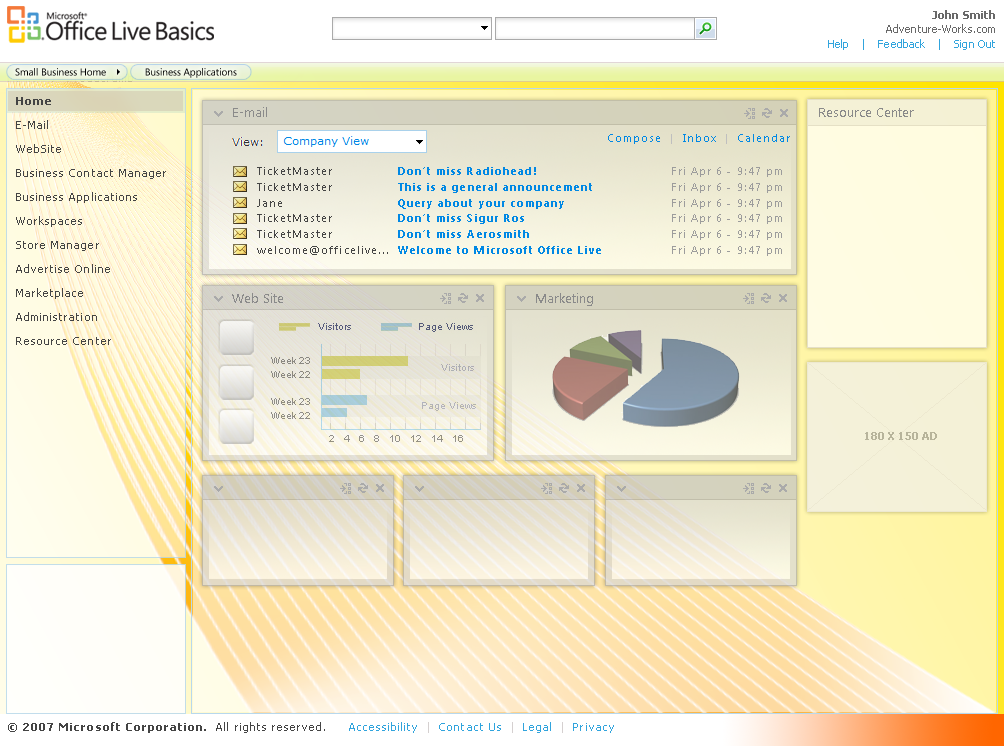 Microsoft®
Office Live Basics
John Smith
Adventure-Works.com
Help | Feedback | Sign Out
Small Business Home
Business Applications
Home
E-Mail
WebSite
Business Contact Manager
Business Applications
Workspaces
Store Manager
Advertise Online
Marketplace
Administration
Resource Center
E-mail
View: Company View
Compose | Inbox | Calendar
TicketMaster Don´t miss Radiohead! Fri Apr 6 - 9:47 pm
TicketMaster This is a general announcement Fri Apr 6 - 9:47 pm
Jane Query about your company Fri Apr 6 - 9:47 pm
TicketMaster Don´t miss Sigur Ros Fri Apr 6 - 9:47 pm
TicketMaster Don´t miss Aerosmith Fri Apr 6 - 9:47 pm
welcome@officelive... Welcome to Microsoft Office Live Fri Apr 6 - 9:47 pm
Web Site
Visitors Page Views
Week 23
Week 22
Visitors
Week 23
Week 22
Page Views
2 4 6 8 10 12 14 16
Marketing
Resource Center
180 X 150 AD
© 2007 Microsoft Corporation. All rights reserved. Accessibility | Contact Us | Legal | Privacy